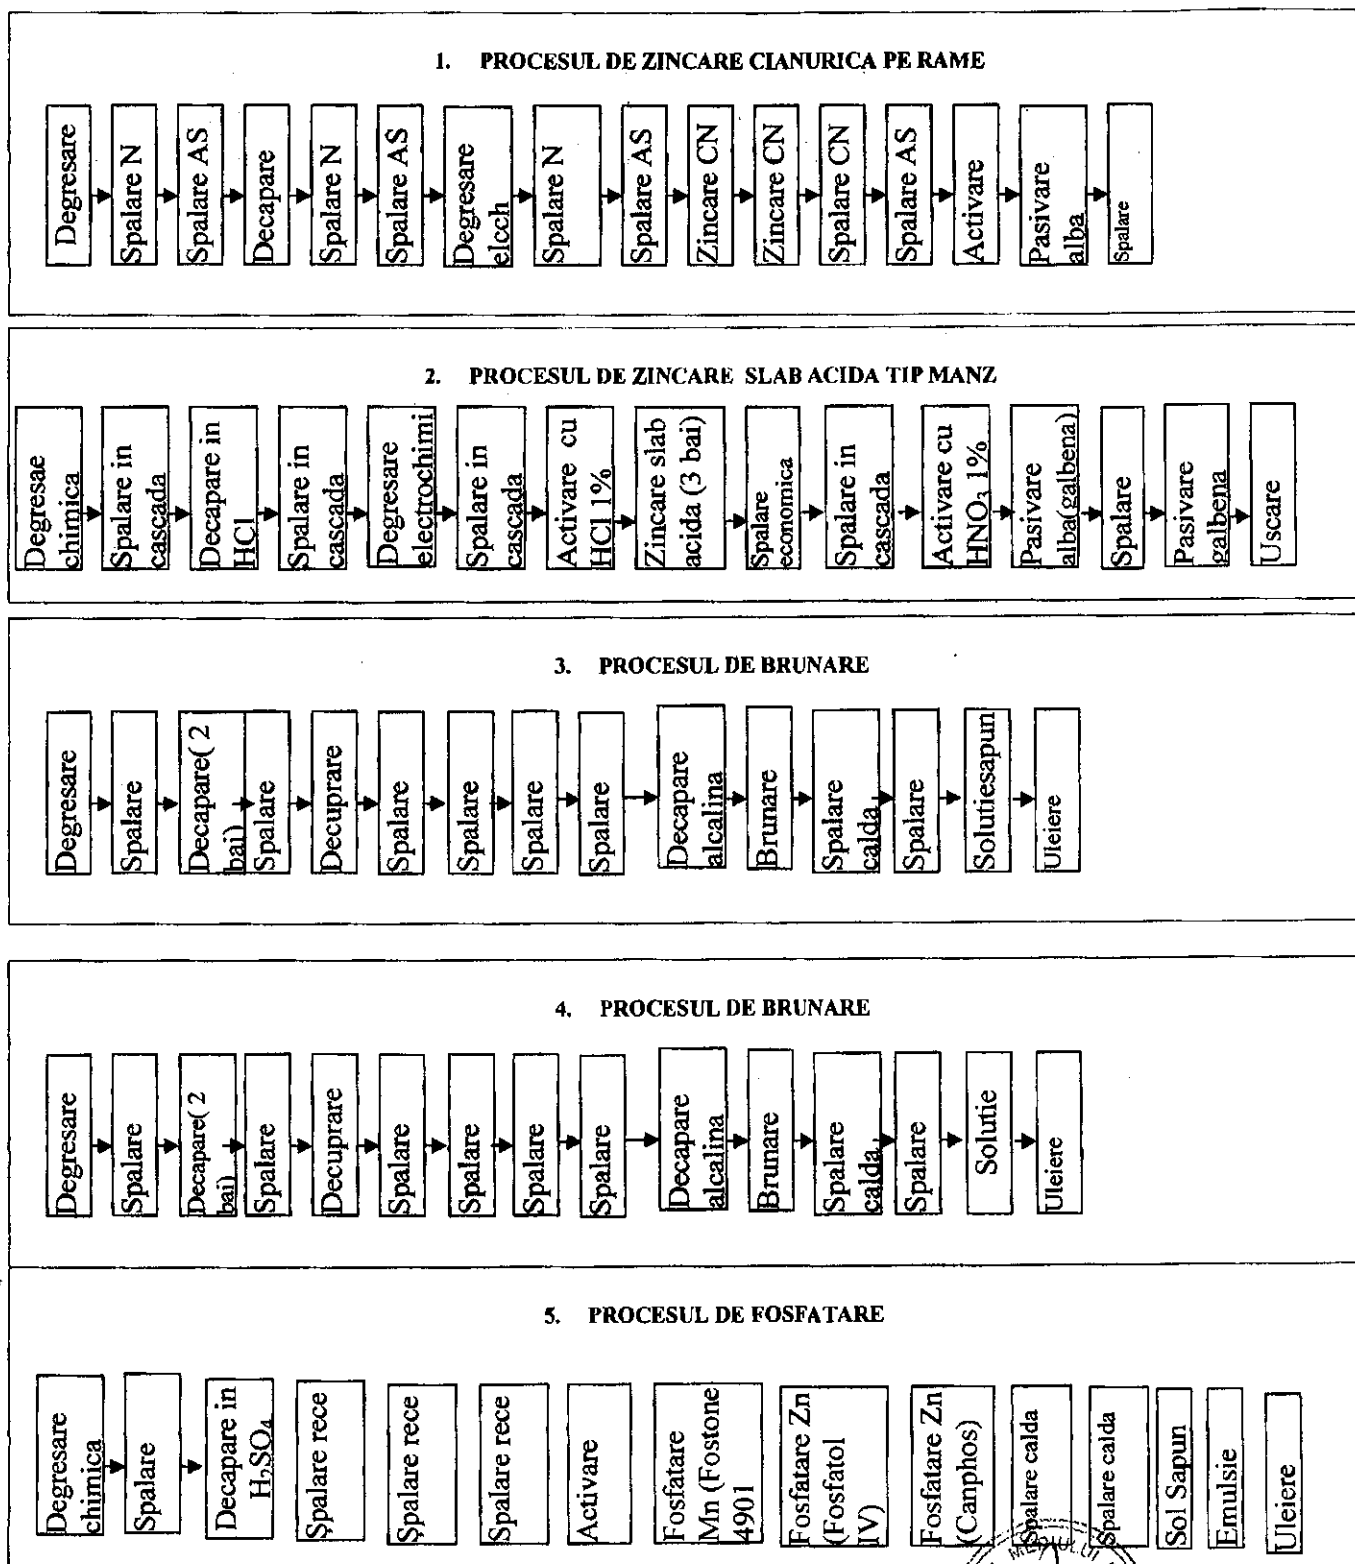 1. PROCESUL DE ZINCARE CIANURICA PE RAME
Degresare
Spalare N
Spalare AS
Decapare
Spalare N
Spalare AS
Degresare
elcch
Spalare N
Spalare AS
Zincare CN
Zincare CN
Spalare CN
Spalare AS
Activare
Pasivare
alba
Spalare
2. PROCESUL DE ZINCARE SLAB ACIDA TIP MANZ
Degresae
chimica
Spalare in
cascada
Decapare in
HCl
Spalare in
cascada
Degresare
electrochimi
Spalare in
cascada
Activare cu
HCl 1%
Zincare slab
acida (3 bai)
Spalare
economica
Spalare in
cascada
Activare cu
HNO₃ 1%
Pasivare
alba(galbena)
Spalare
Pasivare
galbena
Uscare
3. PROCESUL DE BRUNARE
Degresare
Spalare
Decapare( 2
bai)
Spalare
Decuprare
Spalare
Spalare
Spalare
Spalare
Decapare
alcalina
Brunare
Spalare
calda
Spalare
Solutiesapun
Uleiere
4. PROCESUL DE BRUNARE
Degresare
Spalare
Decapare( 2
bai)
Spalare
Decuprare
Spalare
Spalare
Spalare
Spalare
Decapare
alcalina
Brunare
Spalare
calda
Spalare
Solutie
Uleiere
5. PROCESUL DE FOSFATARE
Degresare
chimica
Spalare
Decapare in
H₂SO₄
Spalare rece
Spalare rece
Spalare rece
Activare
Fosfatare
Mn (Fostone
4901
Fosfatare Zn
(Fosfatol
IV)
Fosfatare Zn
(Canphos)
Spalare calda
Spalare calda
Sol Sapun
Emulsie
Uleiere
MEDIULUI